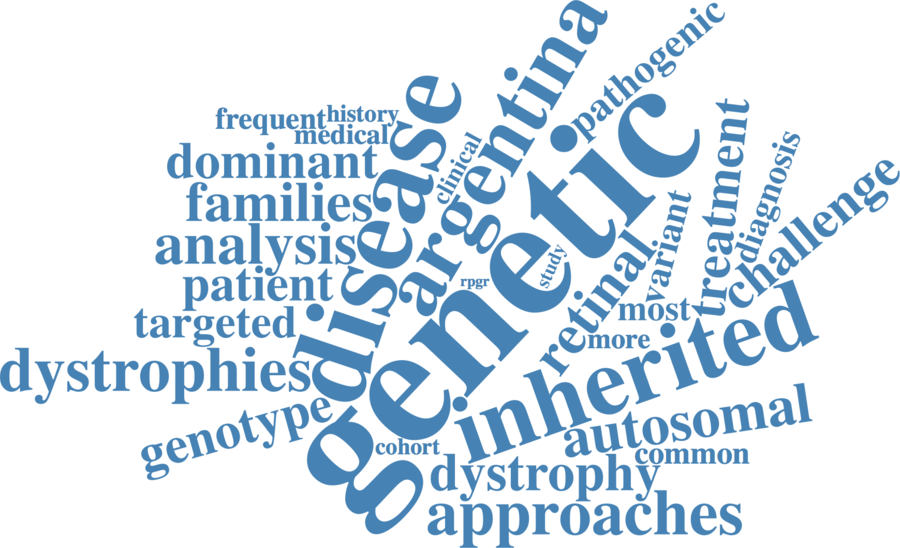 frequent
history
medical
dominant
families
analysis
patient
targeted
dystrophies
genotype
disease
argentina
clinical
genetic
pathogenic
rpgr
study
retinal
variant
treatment
diagnosis
challenge
most
more
inherited
autosomal
common
cohort
dystrophy
approaches